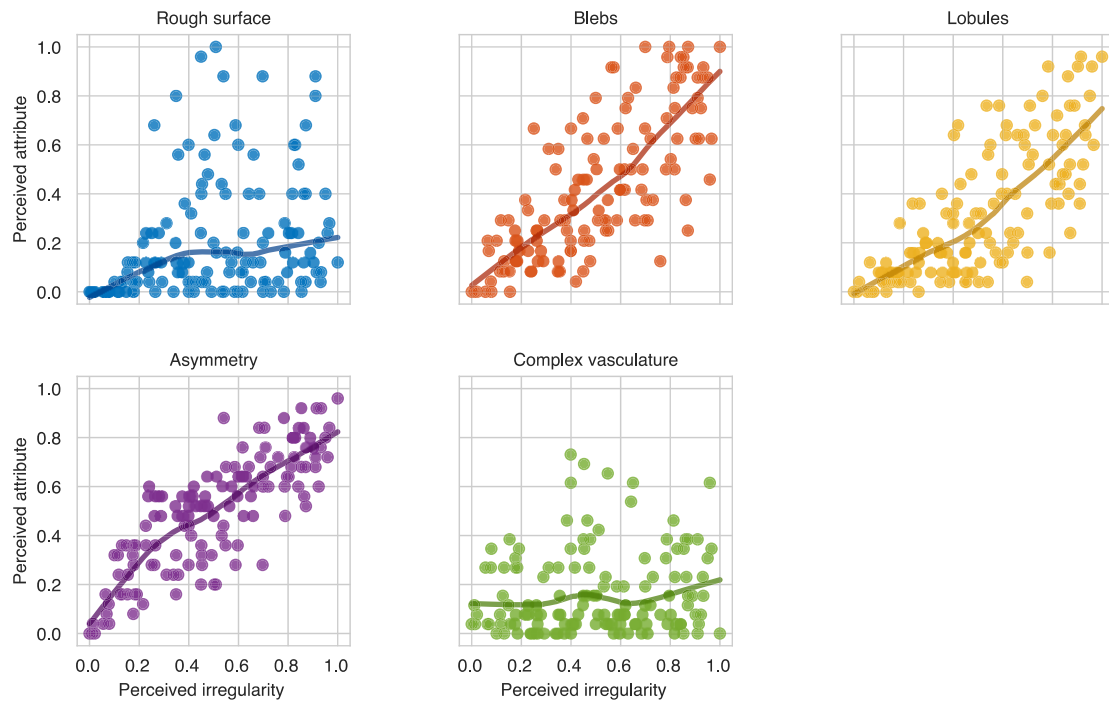 Rough surface
Blebs
Lobules
Perceived attribute
1.0
0.8
0.6
0.4
0.2
0.0
Asymmetry
Complex vasculature
Perceived attribute
1.0
0.8
0.6
0.4
0.2
0.0
0.0 0.2 0.4 0.6 0.8 1.0
0.0 0.2 0.4 0.6 0.8 1.0
Perceived irregularity
Perceived irregularity